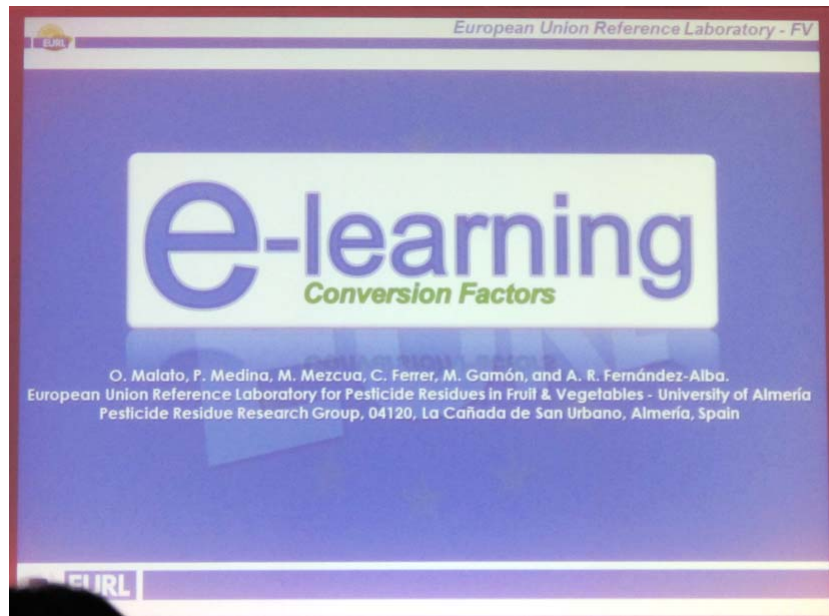 EURL
European Union Reference Laboratory - FV
e-learning
Conversion Factors
O. Malato, P. Medina, M. Mezcua, C. Ferrer, M. Gamón, and A. R. Fernández-Alba.
European Union Reference Laboratory for Pesticide Residues in Fruit & Vegetables - University of Almería
Pesticide Residue Research Group, 04120, La Cañada de San Urbano, Almería, Spain
EURL